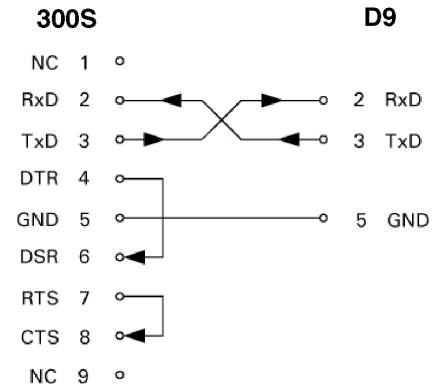 300S D9
NC 1
RxD 2 2 RxD
TxD 3 3 TxD
DTR 4
GND 5 5 GND
DSR 6
RTS 7
CTS 8
NC 9